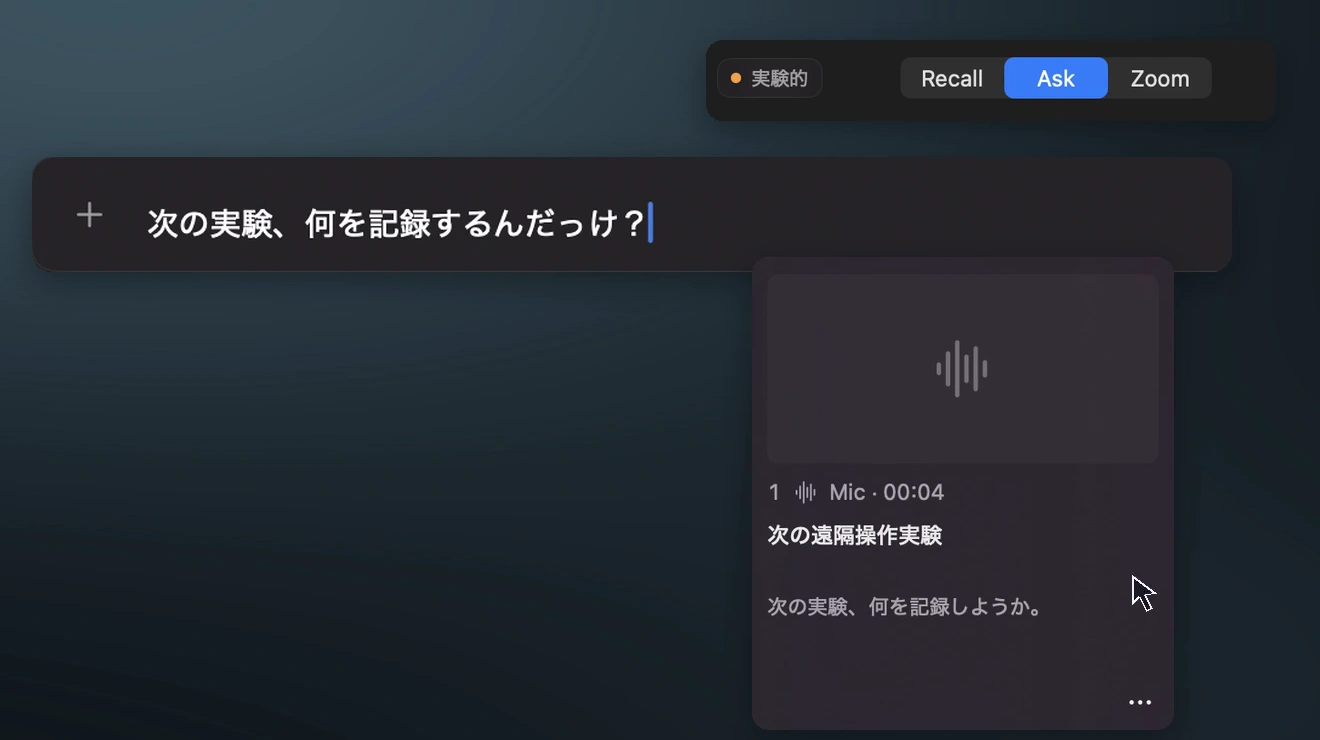 実験的
Recall Ask Zoom
次の実験、何を記録するんだっけ？
1 Mic · 00:04
次の遠隔操作実験
次の実験、何を記録しようか。